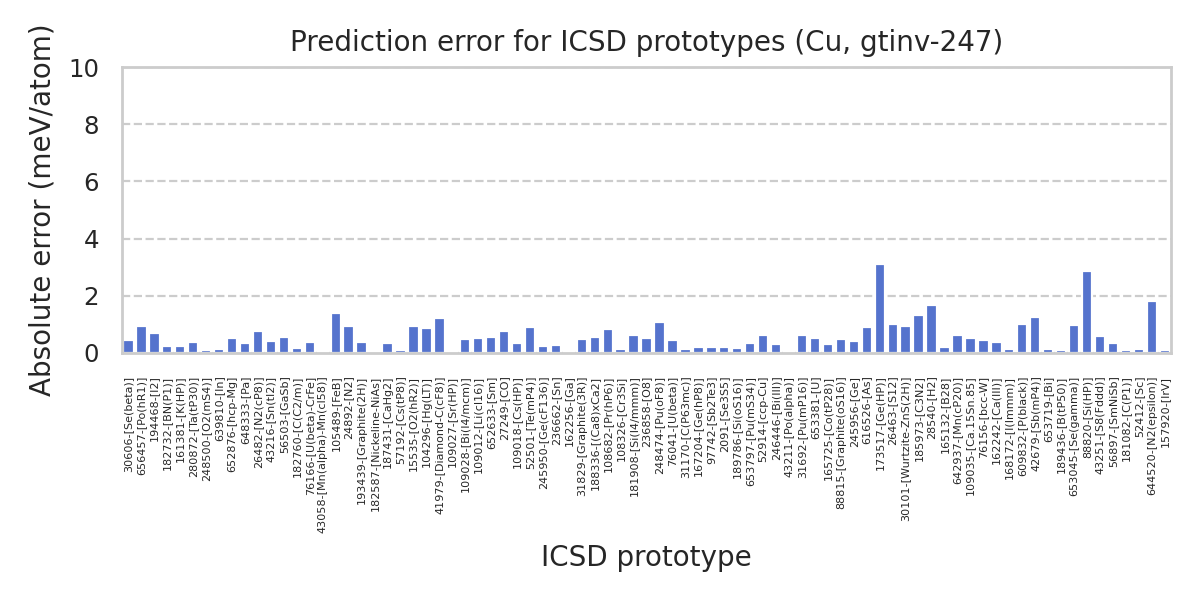 Prediction error for ICSD prototypes (Cu, gtinv-247)
Absolute error (meV/atom)
10
8
6
4
2
0
30606-[Se(beta)]
656457-[Po(hR1)]
194468-[I2]
182732-[BN(P1)]
161381-[K(HP)]
280872-[Ta(tP30)]
248500-[O2(mS4)]
639810-[In]
652876-[hcp-Mg]
648333-[Pa]
26482-[N2(cP8)]
43216-[Sn(tI2)]
56503-[GaSb]
182760-[C(C2/m)]
76166-[U(beta)-CrFe]
43058-[Mn(alpha)-Mn(cI58)]
1054899-[FeB]
24892-[N2]
193439-[Graphite(2H)]
182587-[Nickeline-NiAs]
187431-[CaHg2]
57192-[Cs(tP8)]
15535-[O2(hR2)]
104296-[Hg(LT)]
41979-[Diamond-C(cF8)]
109027-[Sr(HP)]
109028-[Bi(I4/mcm)]
109012-[Li(cI16)]
652633-[Sm]
27249-[CO]
109018-[Cs(HP)]
52501-[Te(mP4)]
245950-[Ge(cF136)]
236662-[Sn]
162256-[Ga]
31829-[Graphite(3R)]
188336-[(Ca8)xCa2]
108682-[Pr(hP6)]
108326-[Cr3Si]
181908-[Si(I4/mmm)]
236858-[O8]
248474-[Pu(oF8)]
76041-[U(beta)]
31170-[C(P63mc)]
167204-[Ge(hP8)]
97742-[Sb2Te3]
2091-[Se3S5]
189786-[Si(oS16)]
653797-[Pu(mS34)]
52914-[ccp-Cu]
246446-[Bi(III)]
43211-[Po(alpha)]
31692-[Pu(mP16)]
653381-[U]
165725-[Co(tP28)]
88815-[Graphite(oS16)]
245956-[Ge]
616526-[As]
173517-[Ge(HP)]
264633-[S12]
30101-[Wurtzite-ZnS(2H)]
185973-[C3N2]
28540-[H2]
165132-[B28]
642937-[Mn(cP20)]
109035-[Ca.15Sn.85]
76156-[bcc-W]
162242-[Ca(III)]
168172-[I(Immm)]
609832-[P(black)]
42679-[Sb(mP4)]
653719-[Bi]
189436-[B(tP50)]
653045-[Se(gamma)]
88820-[Si(HP)]
43251-[S8(Fddd)]
56897-[SmNiSb]
181082-[C(P1)]
52412-[Sc]
644520-[N2(epsilon)]
157920-[IrV]
ICSD prototype